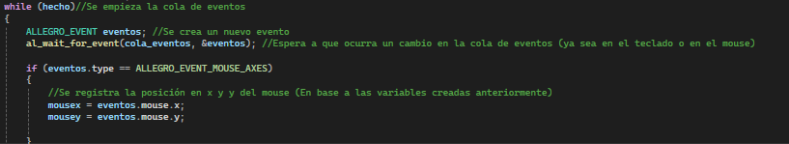 while (hecho)//Se empieza la cola de eventos
{
ALLEGRO_EVENT eventos; //Se crea un nuevo evento
al_wait_for_event(cola_eventos, &eventos); //Espera a que ocurra un cambio en la cola de eventos (ya sea en el teclado o en el mouse)
if (eventos.type == ALLEGRO_EVENT_MOUSE_AXES)
{
//Se registra la posición en x y y del mouse (En base a las variables creadas anteriormente)
mousex = eventos.mouse.x;
mousey = eventos.mouse.y;
}